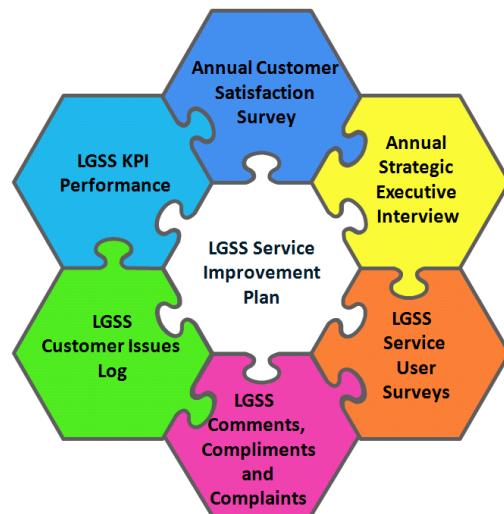 Annual Customer
Satisfaction
Survey
LGSS KPI
Performance
Annual
Strategic
Executive
Interview
LGSS Service
Improvement
Plan
LGSS
Customer Issues
Log
LGSS
Service
User
Surveys
LGSS
Comments,
Compliments
and
Complaints